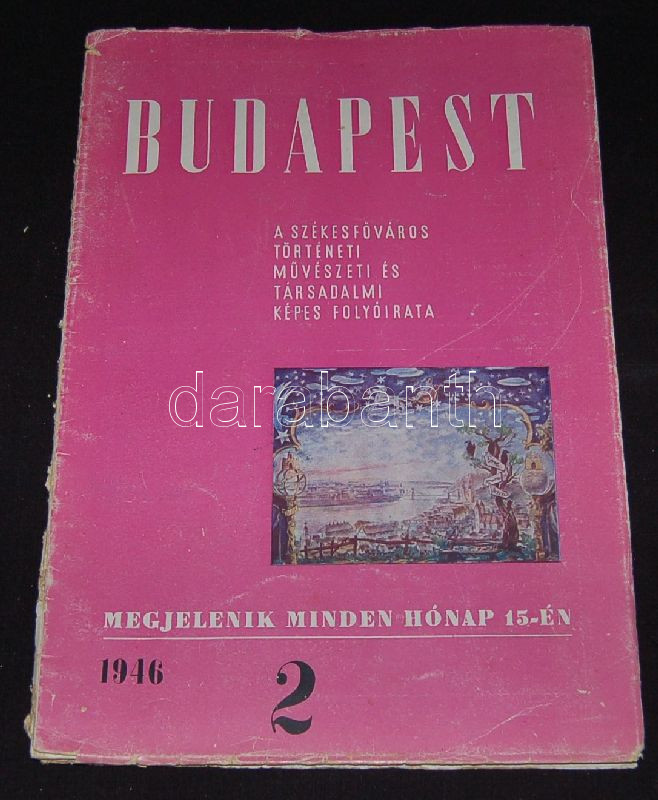 BUDAPEST
A SZÉKESFŐVÁROS
TÖRTÉNETI
MŰVÉSZETI ÉS
TÁRSADALMI
KÉPES FOLYÓIRATA
darabanth
MEGJELENIK MINDEN HÓNAP 15-ÉN
1946
2